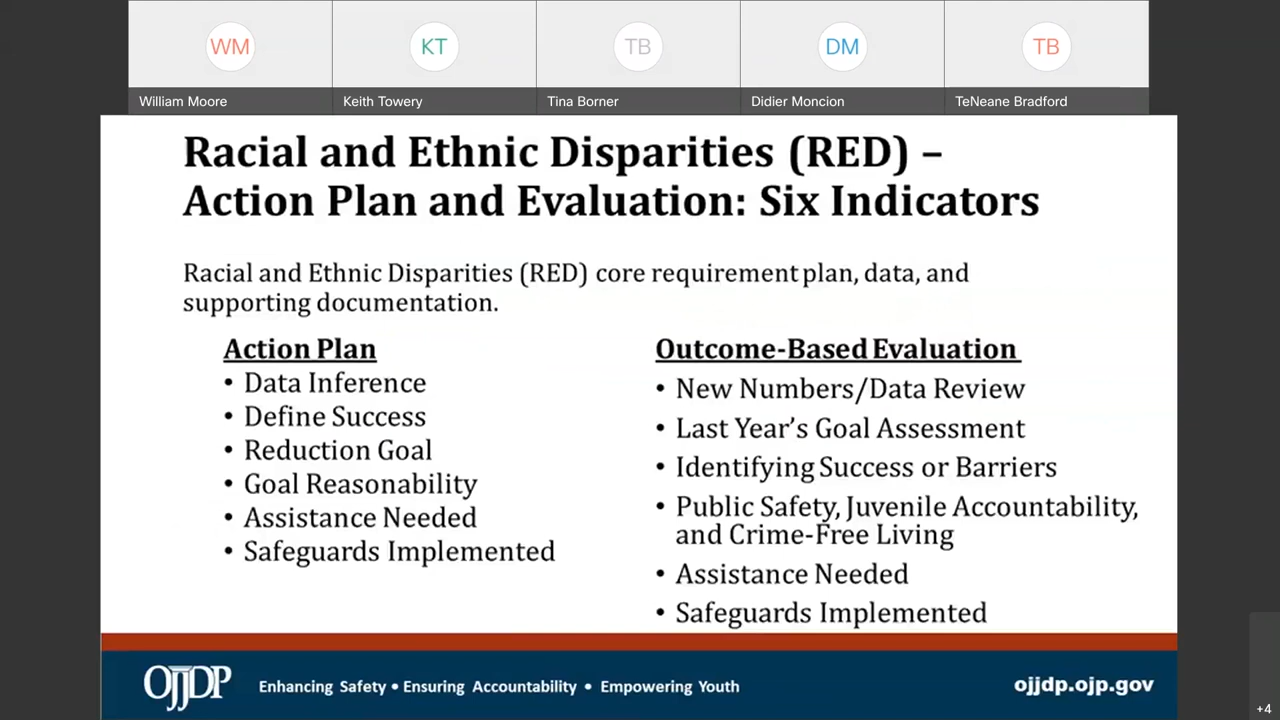 WM
KT
TB
DM
TB
William Moore
Keith Towery
Tina Borner
Didier Moncion
TeNeane Bradford
Racial and Ethnic Disparities (RED) –
Action Plan and Evaluation: Six Indicators
Racial and Ethnic Disparities (RED) core requirement plan, data, and
supporting documentation.
Action Plan
• Data Inference
• Define Success
• Reduction Goal
• Goal Reasonability
• Assistance Needed
• Safeguards Implemented
Outcome-Based Evaluation
• New Numbers/Data Review
• Last Year’s Goal Assessment
• Identifying Success or Barriers
• Public Safety, Juvenile Accountability,
and Crime-Free Living
• Assistance Needed
• Safeguards Implemented
OJJDP
Enhancing Safety • Ensuring Accountability • Empowering Youth
ojjdp.ojp.gov
+4